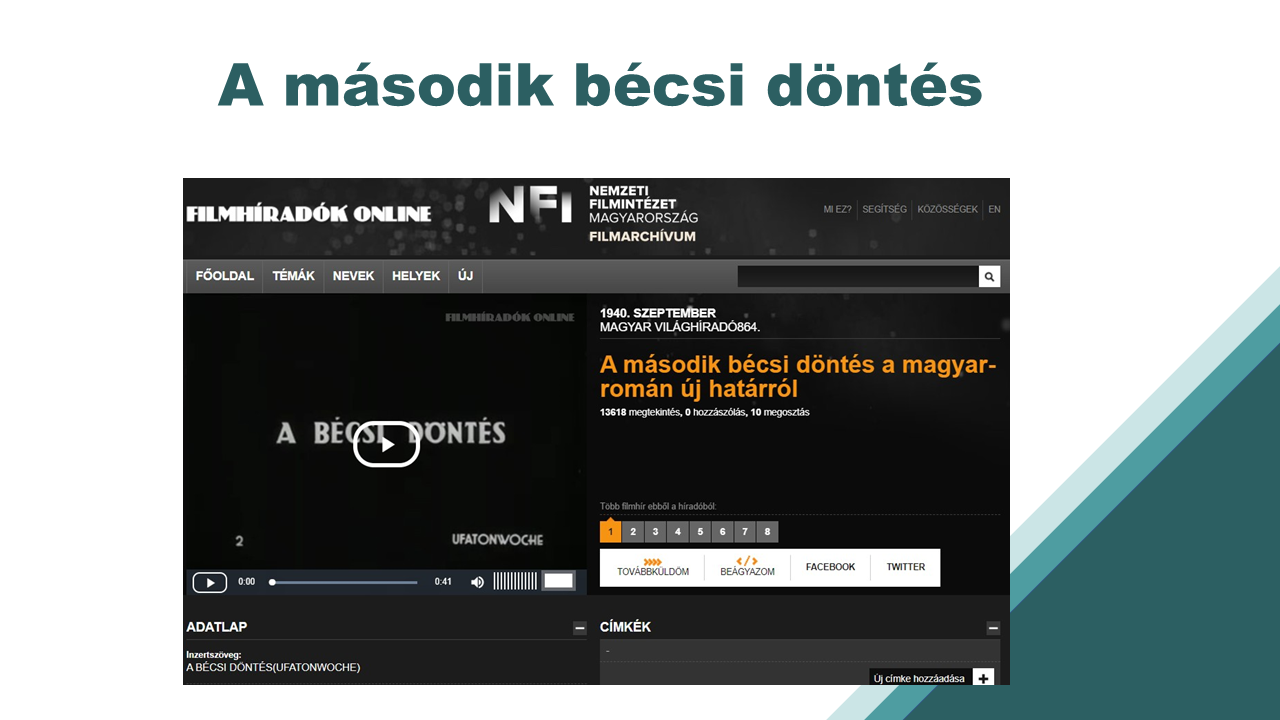 A második bécsi döntés
FILMHÍRADÓK ONLINE
NFI
NEMZETI
FILMINTÉZET
MAGYARORSZÁG
FILMARCHÍVUM
MI EZ? SEGÍTSÉG KÖZÖSSÉGEK EN
FŐOLDAL TÉMÁK NEVEK HELYEK ÚJ
FILMHÍRADÓK ONLINE
A BÉCSI DÖNTÉS
2 UFATONWOCHE
0:00 0:41
1940. SZEPTEMBER
MAGYAR VILÁGHÍRADÓ864.
A második bécsi döntés a magyar-
román új határról
13618 megtekintés, 0 hozzászólás, 10 megosztás
Több filmhír ebből a híradóból:
1 2 3 4 5 6 7 8
TOVÁBBKÜLDÖM BEÁGYAZOM FACEBOOK TWITTER
ADATLAP
Inzertszöveg:
A BÉCSI DÖNTÉS(UFATONWOCHE)
CÍMKÉK
-
Új címke hozzáadása